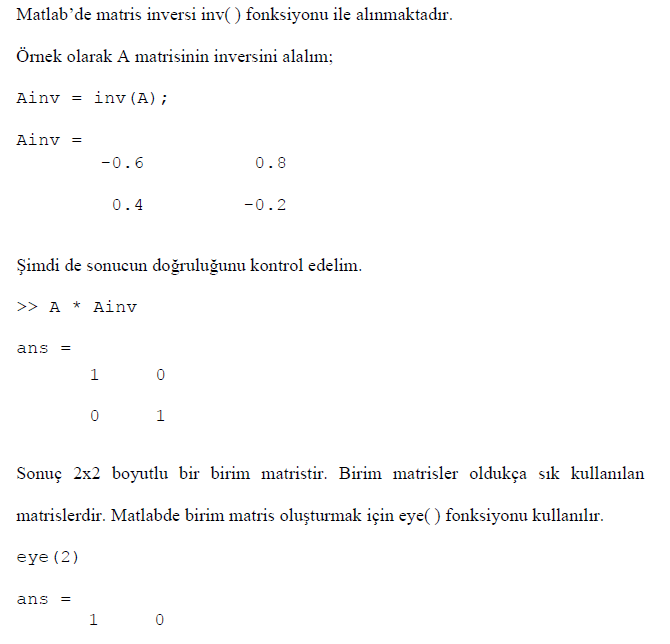 Matlab’de matris inversi inv( ) fonksiyonu ile alınmaktadır.
Örnek olarak A matrisinin inversini alalım;
Ainv = inv(A);
Ainv =
-0.6 0.8
0.4 -0.2
Şimdi de sonucun doğruluğunu kontrol edelim.
>> A * Ainv
ans =
1 0
0 1
Sonuç 2x2 boyutlu bir birim matristir. Birim matrisler oldukça sık kullanılan
matrislerdir. Matlabde birim matris oluşturmak için eye( ) fonksiyonu kullanılır.
eye(2)
ans =
1 0